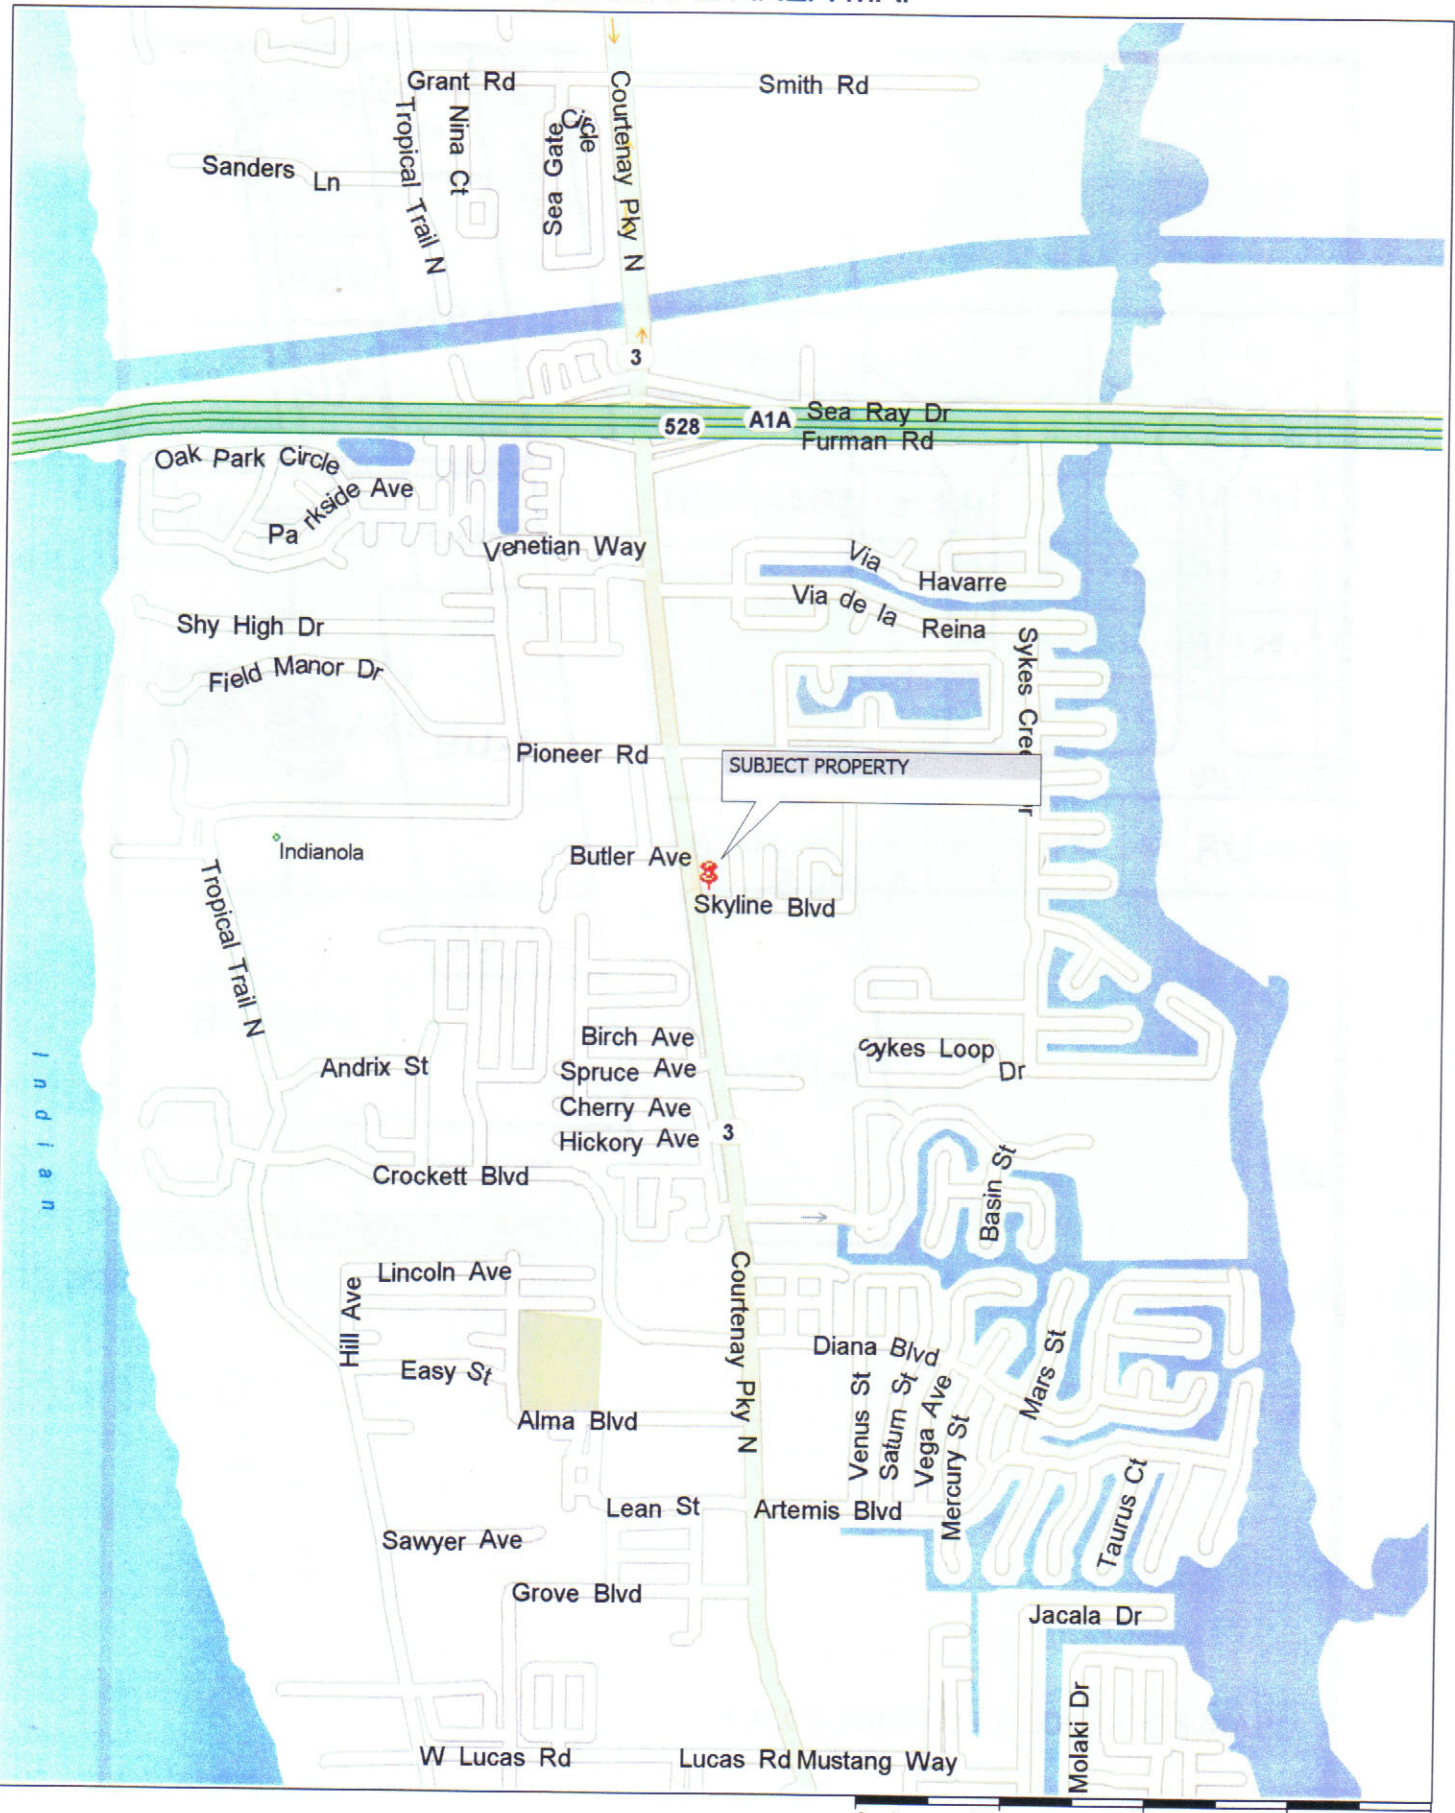 Grant Rd
Smith Rd
Courtenay Pky N
Tropical Trail N
Nina Ct
Sea Gate Circle
Sanders Ln
3
528
A1A
Sea Ray Dr
Furman Rd
Oak Park Circle
Parkside Ave
Venetian Way
Via Havarre
Via de la Reina
Shy High Dr
Field Manor Dr
Pioneer Rd
SUBJECT PROPERTY
Indianola
Butler Ave
Skyline Blvd
Tropical Trail N
Birch Ave
Spruce Ave
Cherry Ave
Hickory Ave
3
Sykes Loop Dr
Andrix St
Indian
Crockett Blvd
Basin St
Lincoln Ave
Hill Ave
Easy St
Alma Blvd
Courtenay Pky N
Diana Blvd
Venus St
Saturn St
Vega Ave
Mercury St
Mars St
Taurus Ct
Lean St
Artemis Blvd
Sawyer Ave
Grove Blvd
Jacala Dr
Molaki Dr
W Lucas Rd
Lucas Rd
Mustang Way